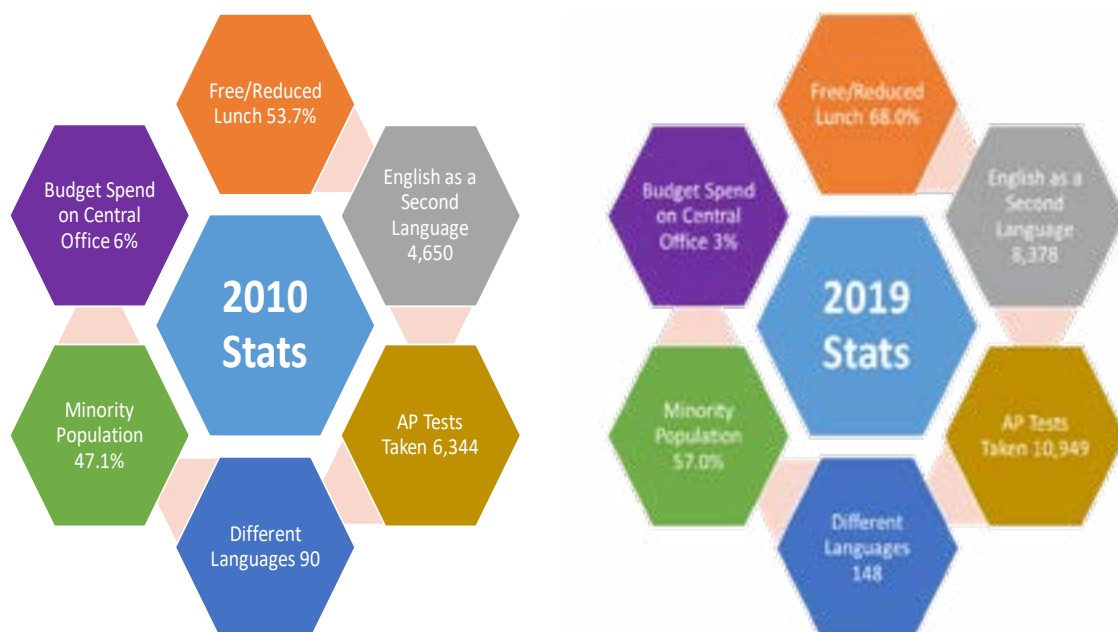 Free/Reduced
Lunch 53.7%
Budget Spend
on Central
Office 6%
English as a
Second
Language
4,650
2010
Stats
Minority
Population
47.1%
AP Tests
Taken 6,344
Different
Languages 90
Free/Reduced
Lunch 68.0%
Budget Spend
on Central
Office 3%
English as a
Second
Language
8,378
2019
Stats
Minority
Population
57.0%
AP Tests
Taken 10,949
Different
Languages
148